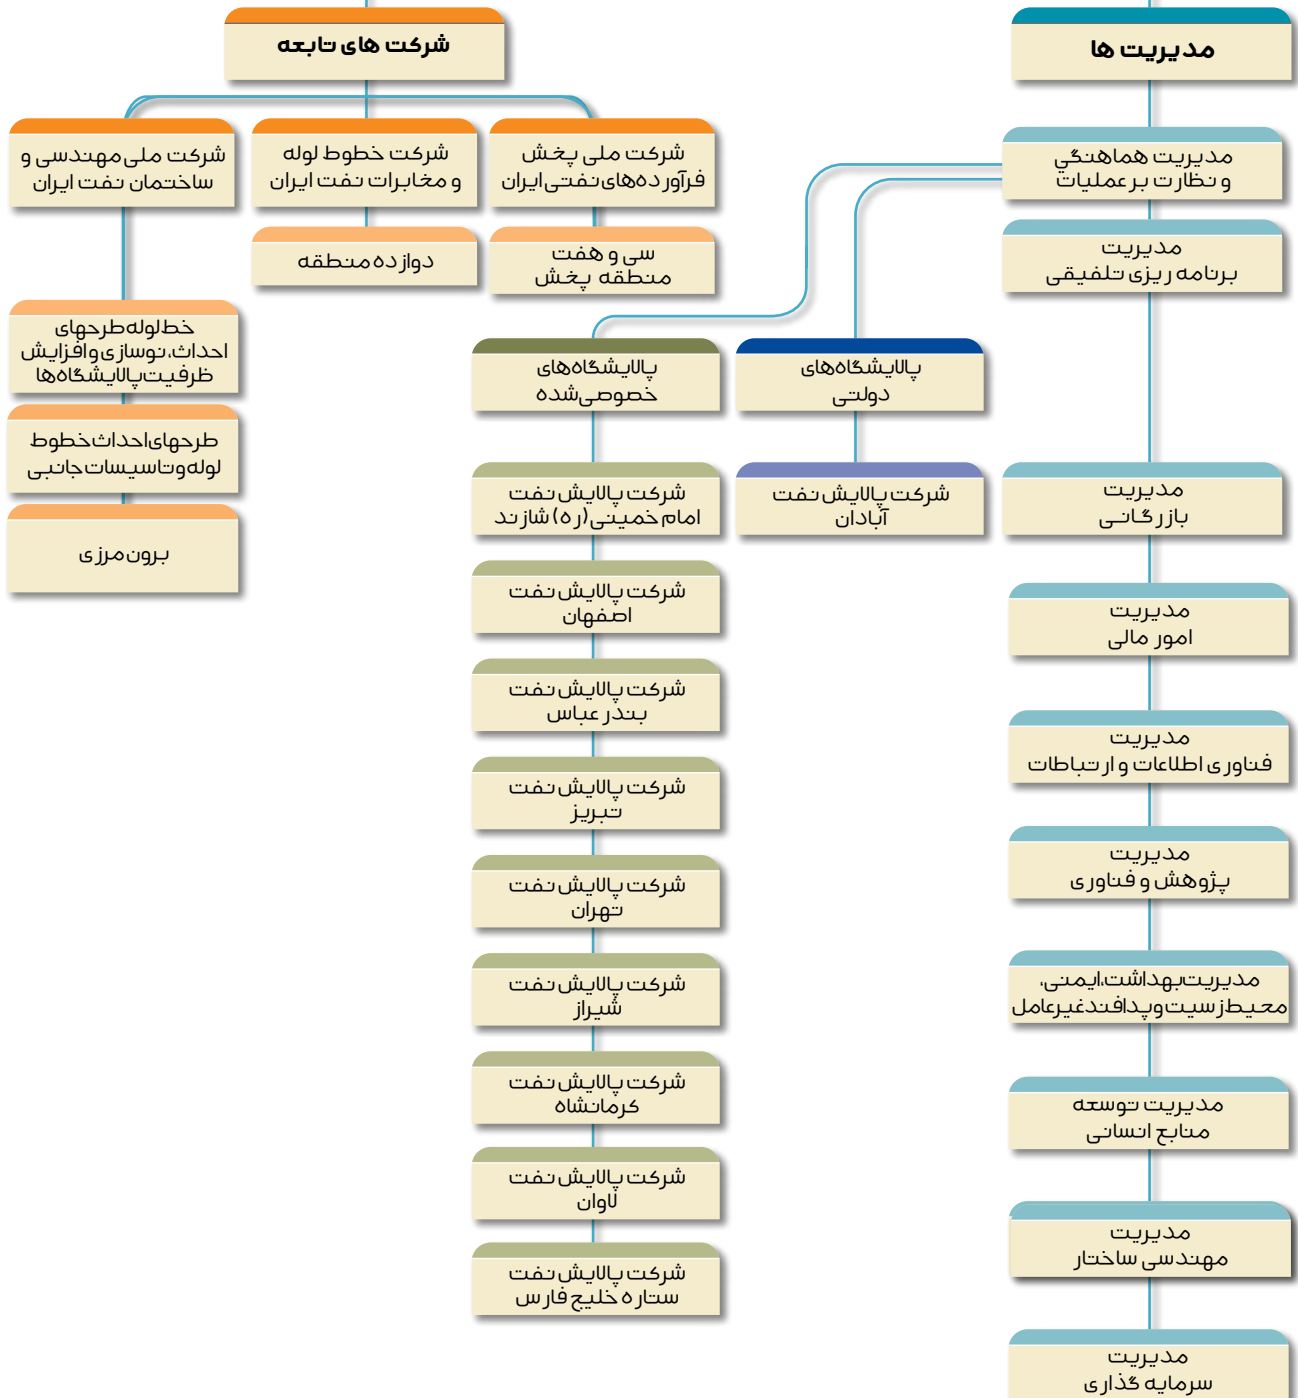 مدیریت ها
مدیریت هماهنگي
و نظارت بر عملیات
مدیریت
برنامه ریزی تلفیقی
مدیریت
بازرگانی
مدیریت
امور مالی
مدیریت
فناوری اطلاعات و ارتباطات
مدیریت
پژوهش و فناوری
مدیریت بهداشت، ایمنی،
محیط زسیت و پدافند غیرعامل
مدیریت توسعه
منابع انسانی
مدیریت
مهندسی ساختار
مدیریت
سرمایه گذاری
پالایشگاه‌های
دولتی
شرکت پالایش نفت
آبادان
پالایشگاه‌های
خصوصی‌شده
شرکت پالایش نفت
امام خمینی(ره) شازند
شرکت پالایش نفت
اصفهان
شرکت پالایش نفت
بندر عباس
شرکت پالایش نفت
تبریز
شرکت پالایش نفت
تهران
شرکت پالایش نفت
شیراز
شرکت پالایش نفت
کرمانشاه
شرکت پالایش نفت
لاوان
شرکت پالایش نفت
ستاره خلیج فارس
شرکت های تابعه
شرکت ملی پخش
فرآورده‌های نفتی ایران
سی و هفت
منطقه پخش
شرکت خطوط لوله
و مخابرات نفت ایران
دوازده منطقه
شرکت ملی مهندسی و
ساختمان نفت ایران
خط لوله طرحهای
احداث، نوسازی و افزایش
ظرفیت پالایشگاه‌ها
طرحهای احداث خطوط
لوله و تاسیسات جانبی
برون مرزی